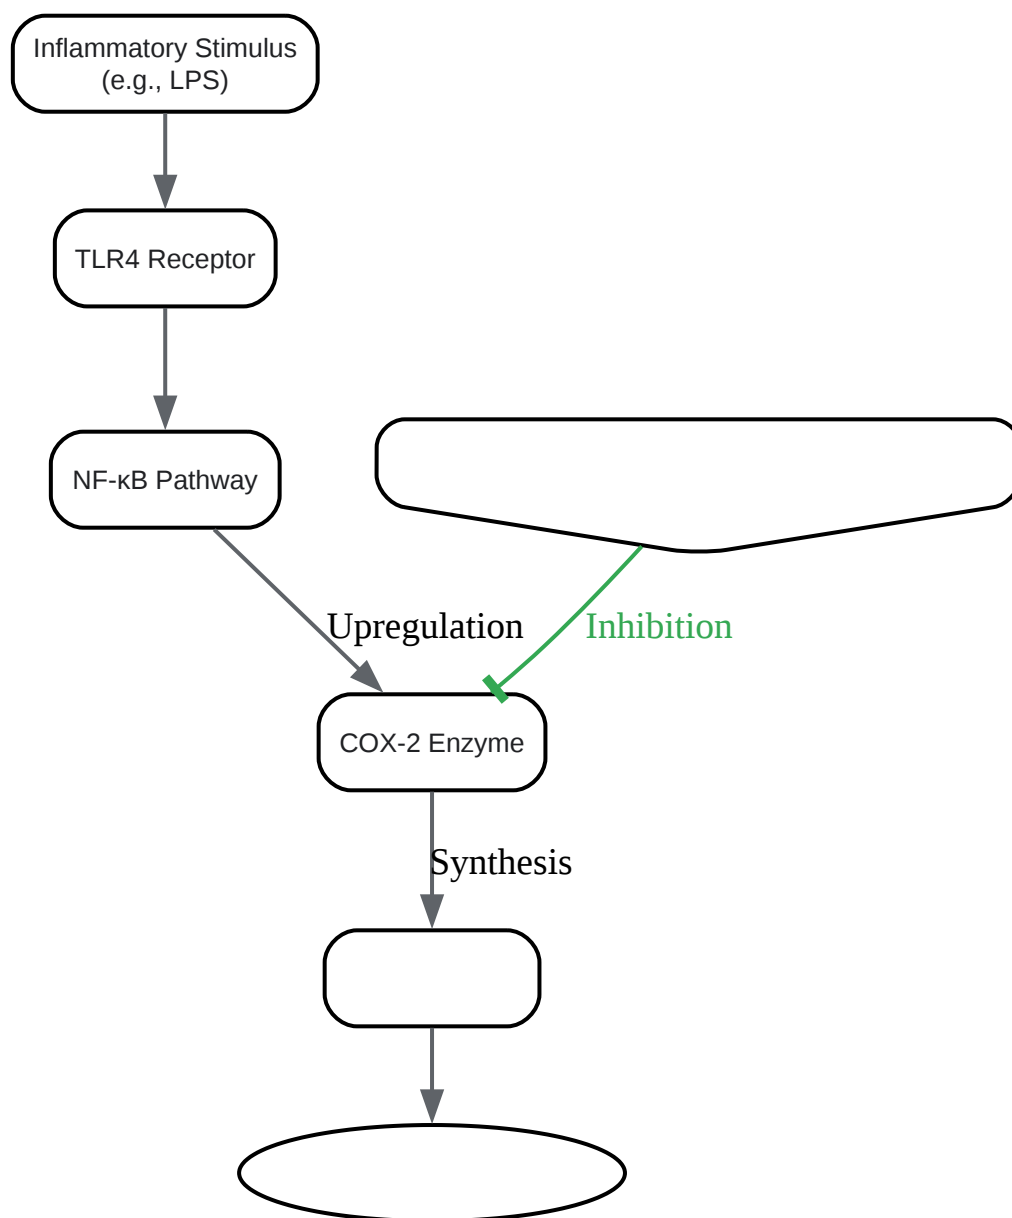 Inflammatory Stimulus
(e.g., LPS)
TLR4 Receptor
NF-κB Pathway
Upregulation
Inhibition
COX-2 Enzyme
Synthesis